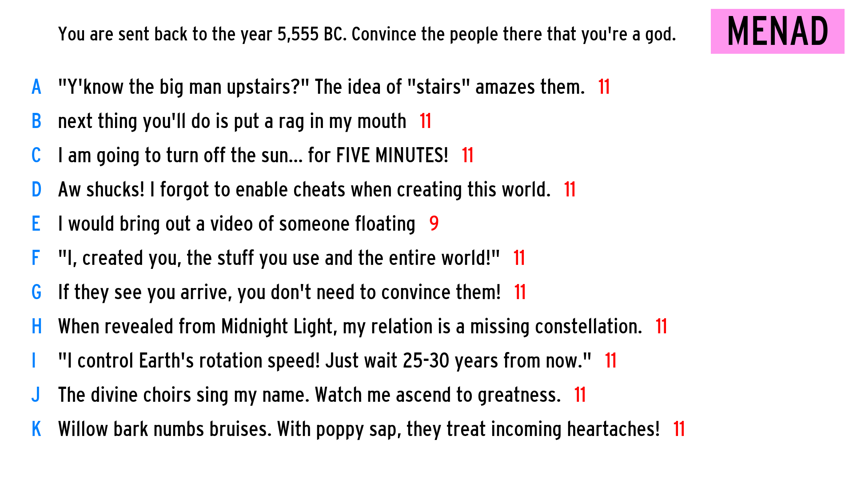 You are sent back to the year 5,555 BC. Convince the people there that you're a god.
MENAD
A "Y'know the big man upstairs?" The idea of "stairs" amazes them. 11
B next thing you'll do is put a rag in my mouth 11
C I am going to turn off the sun... for FIVE MINUTES! 11
D Aw shucks! I forgot to enable cheats when creating this world. 11
E I would bring out a video of someone floating 9
F "I, created you, the stuff you use and the entire world!" 11
G If they see you arrive, you don't need to convince them! 11
H When revealed from Midnight Light, my relation is a missing constellation. 11
I "I control Earth's rotation speed! Just wait 25-30 years from now." 11
J The divine choirs sing my name. Watch me ascend to greatness. 11
K Willow bark numbs bruises. With poppy sap, they treat incoming heartaches! 11